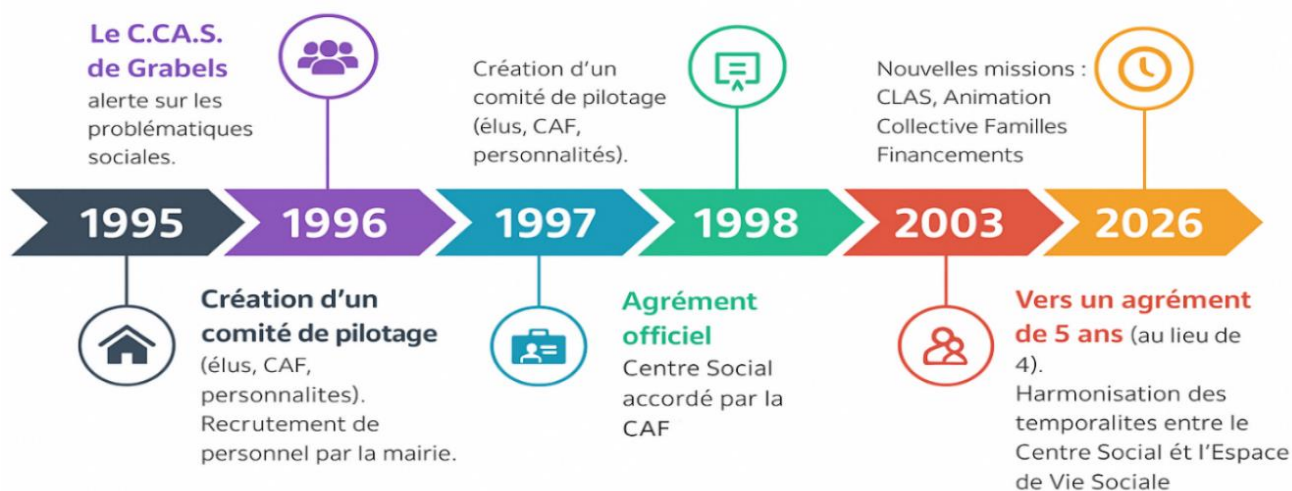 Le C.CA.S.
de Grabels
alerte sur les
problématiques
sociales.
Création d'un
comité de pilotage
(élus, CAF,
personnalités).
Nouvelles missions :
CLAS, Animation
Collective Familles
Financements
1995
1996
1997
1998
2003
2026
Création d'un
comité de pilotage
(élus, CAF,
personnalites).
Recrutement de
personnel par la mairie.
Agrément
officiel
Centre Social
accordé par la
CAF
Vers un agrément
de 5 ans (au lieu de
4).
Harmonisation des
temporalites entre le
Centre Social ét l'Espace
de Vie Sociale